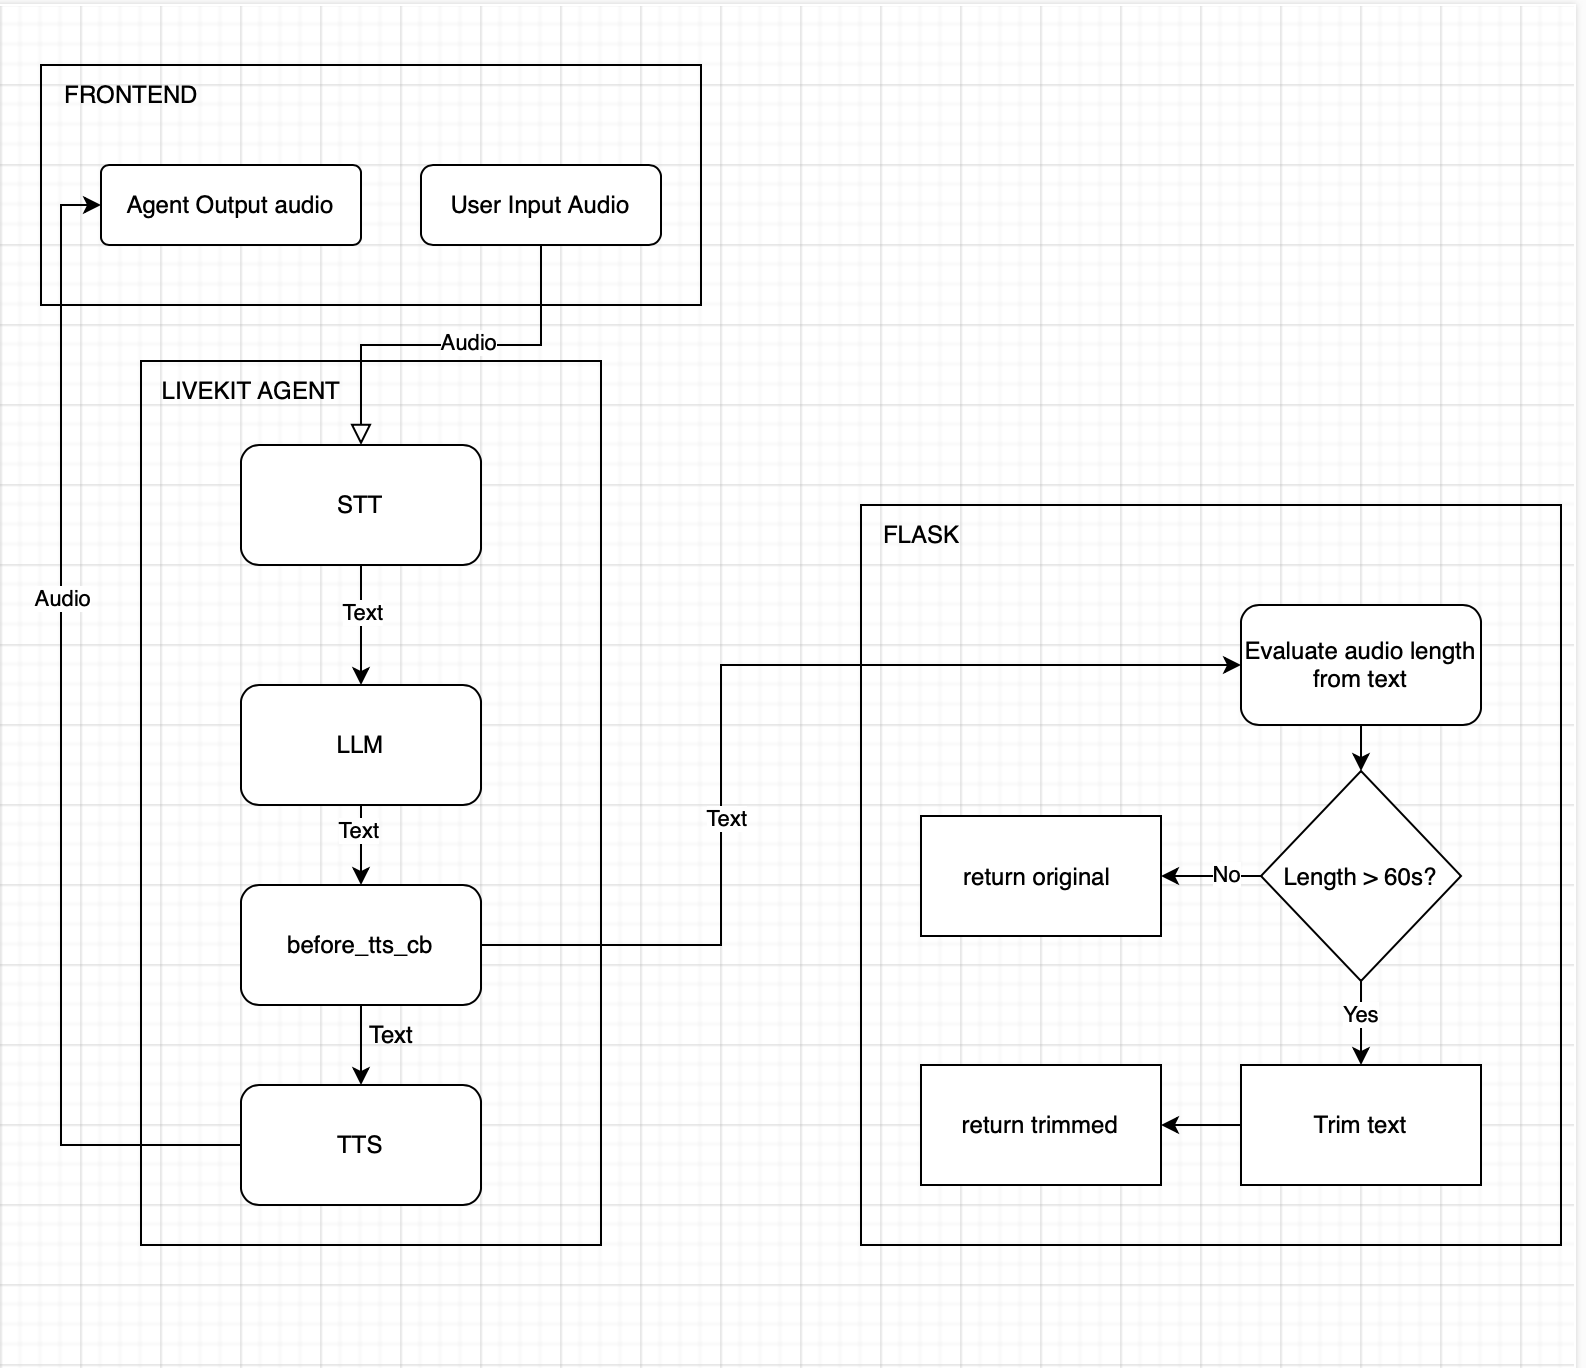 FRONTEND
Agent Output audio
User Input Audio
Audio
LIVEKIT AGENT
STT
Audio
Text
LLM
Text
before_tts_cb
Text
TTS
Text
FLASK
Evaluate audio length
from text
Length > 60s?
No
return original
Yes
Trim text
return trimmed